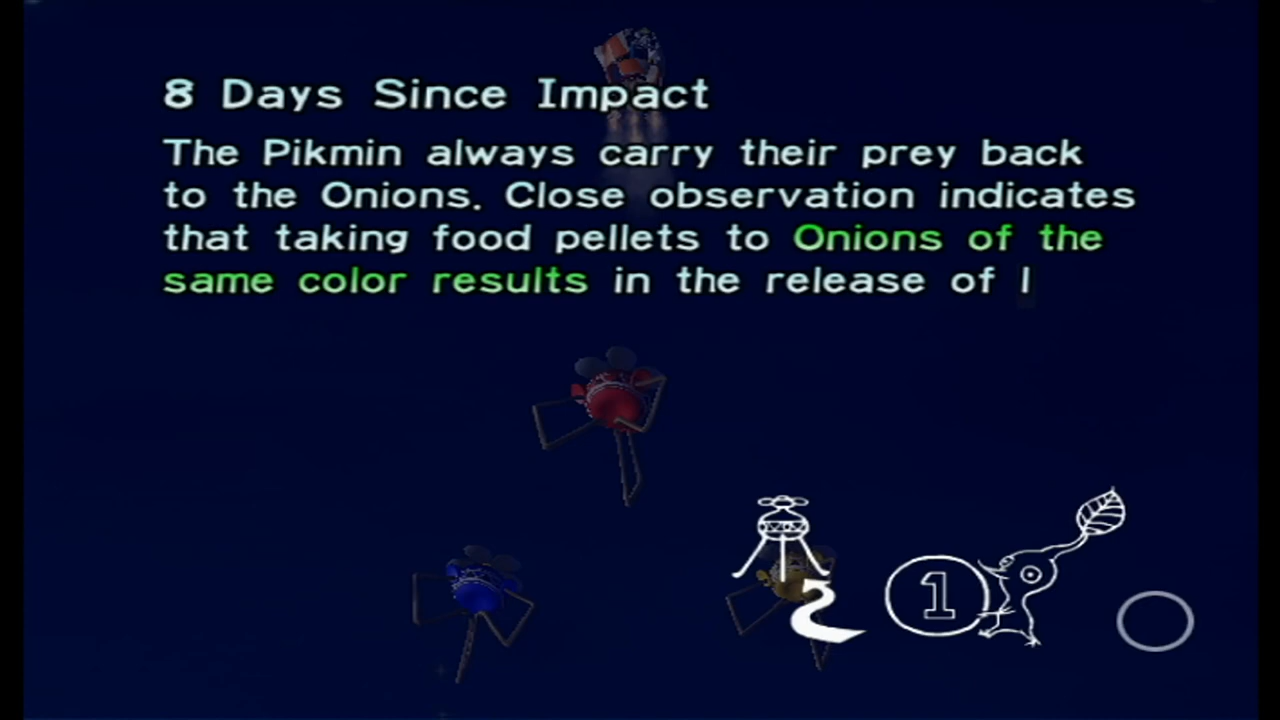 8 Days Since Impact
The Pikmin always carry their prey back
to the Onions. Close observation indicates
that taking food pellets to Onions of the
same color results in the release of
1